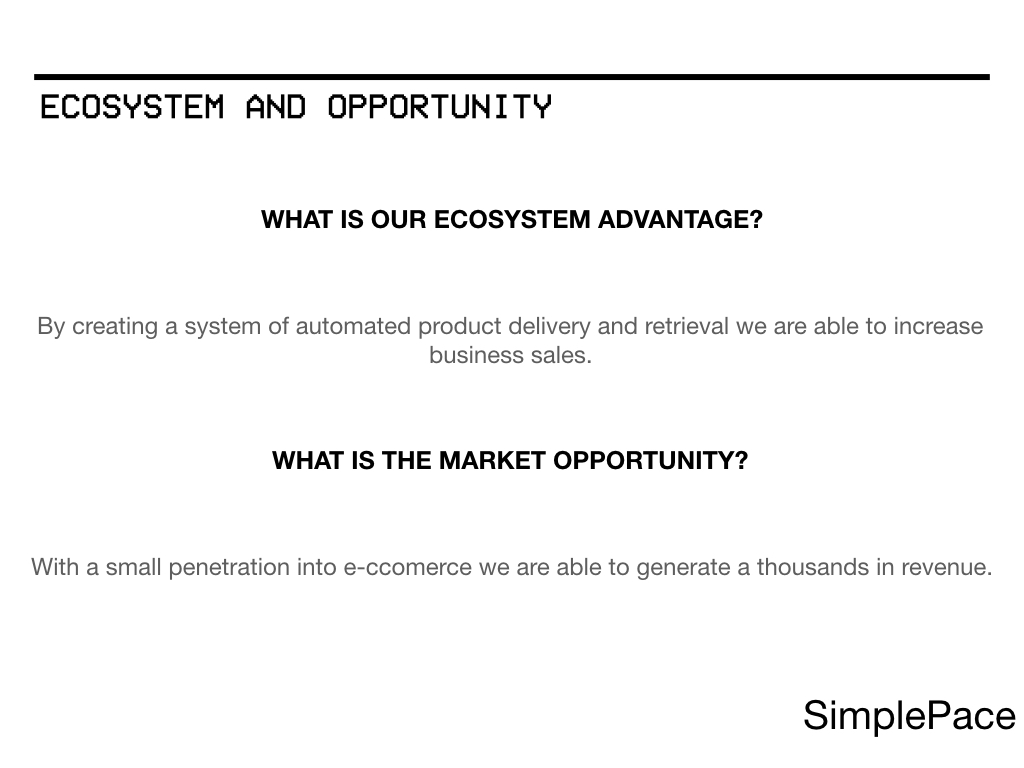 ECOSYSTEM AND OPPORTUNITY
WHAT IS OUR ECOSYSTEM ADVANTAGE?
By creating a system of automated product delivery and retrieval we are able to increase
business sales.
WHAT IS THE MARKET OPPORTUNITY?
With a small penetration into e-ccomerce we are able to generate a thousands in revenue.
SimplePace